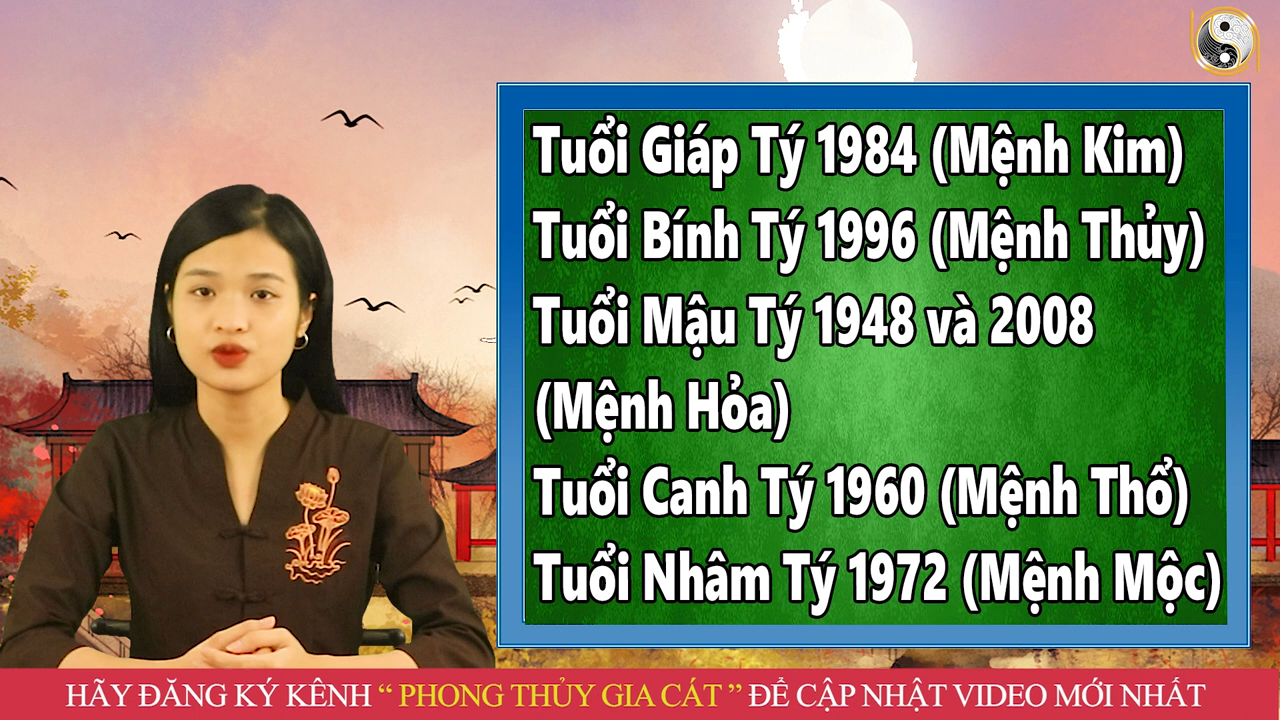 Tuổi Giáp Tý 1984 (Mệnh Kim)
Tuổi Bính Tý 1996 (Mệnh Thủy)
Tuổi Mậu Tý 1948 và 2008
(Mệnh Hỏa)
Tuổi Canh Tý 1960 (Mệnh Thổ)
Tuổi Nhâm Tý 1972 (Mệnh Mộc)
HÃY ĐĂNG KÝ KÊNH “ PHONG THỦY GIA CÁT ” ĐỂ CẬP NHẬT VIDEO MỚI NHẤT